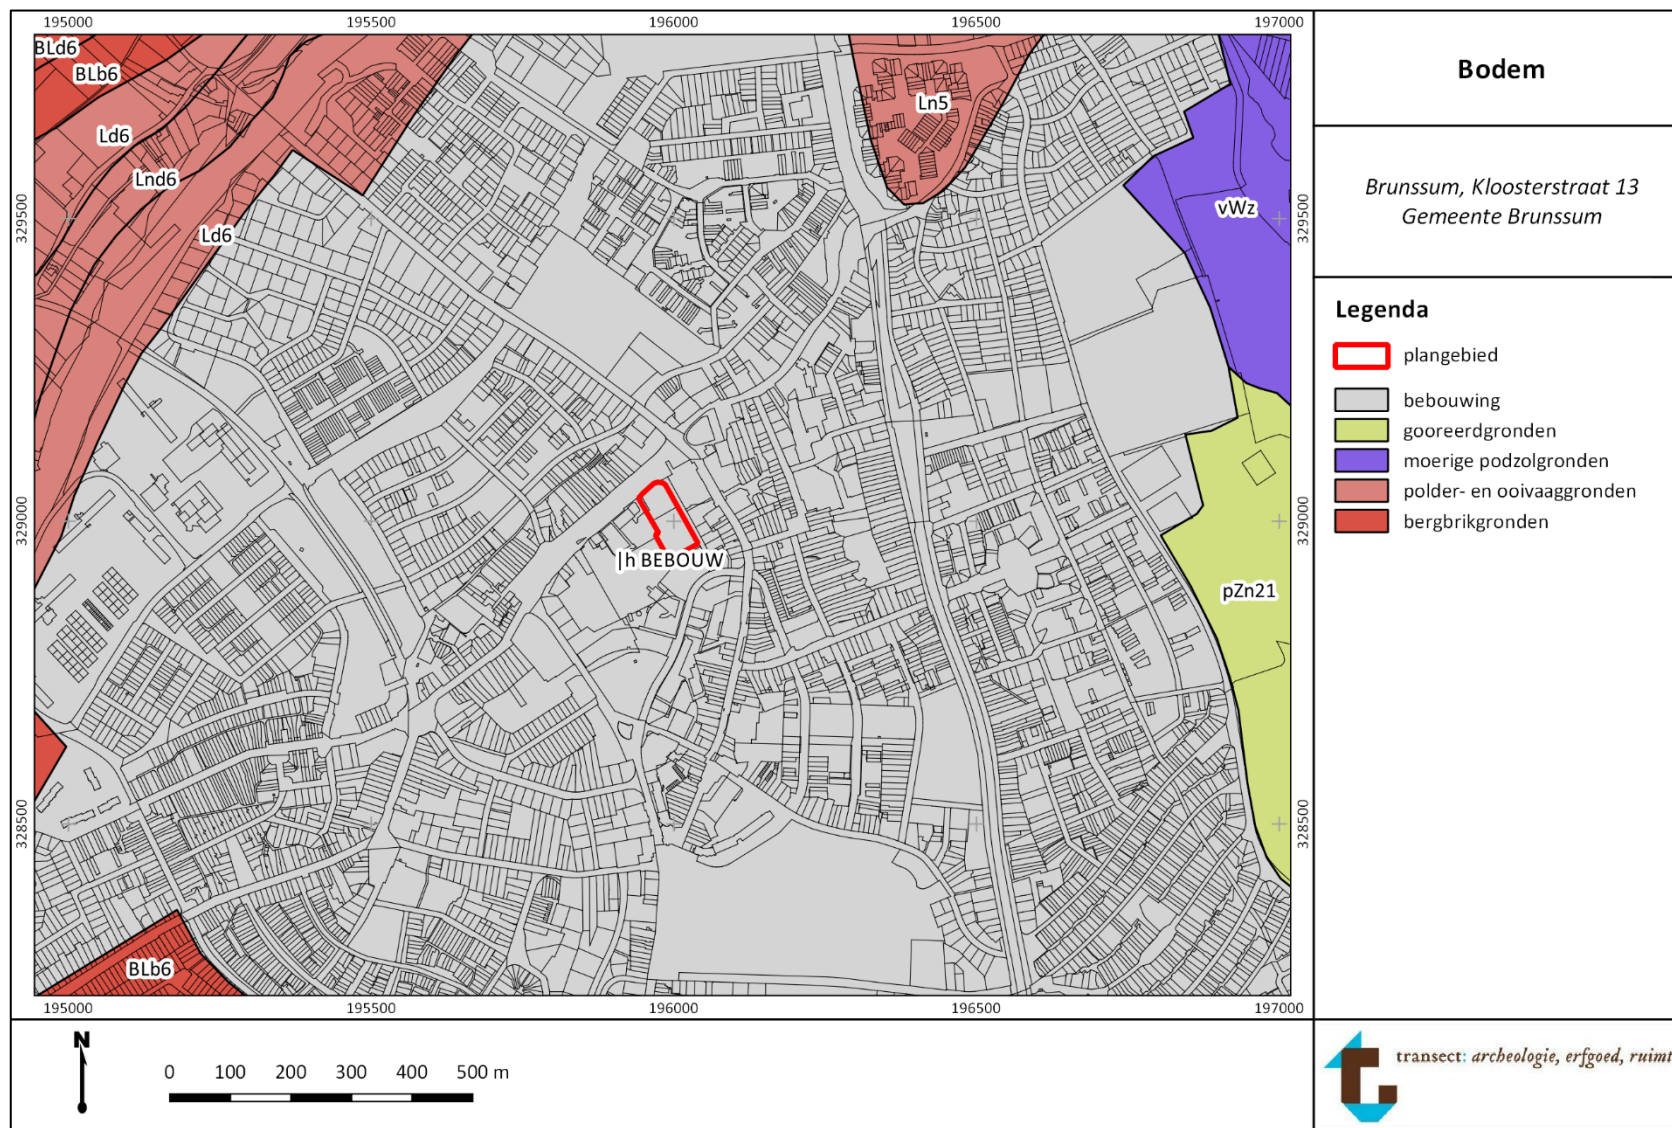 195000 195500 196000 196500 197000
BLd6
BLb6
Ln5
Ld6
Lnd6
329500 vWz 329500
Ld6
329000 329000
|h BEBOUW
pZn21
328500 328500
BLb6
195000 195500 196000 196500 197000
N
0 100 200 300 400 500 m
Bodem
Brunssum, Kloosterstraat 13
Gemeente Brunssum
Legenda
plangebied
bebouwing
gooreerdgronden
moerige podzolgronden
polder- en ooivaaggronden
bergbrikgronden
transect: archeologie, erfgoed, ruimt